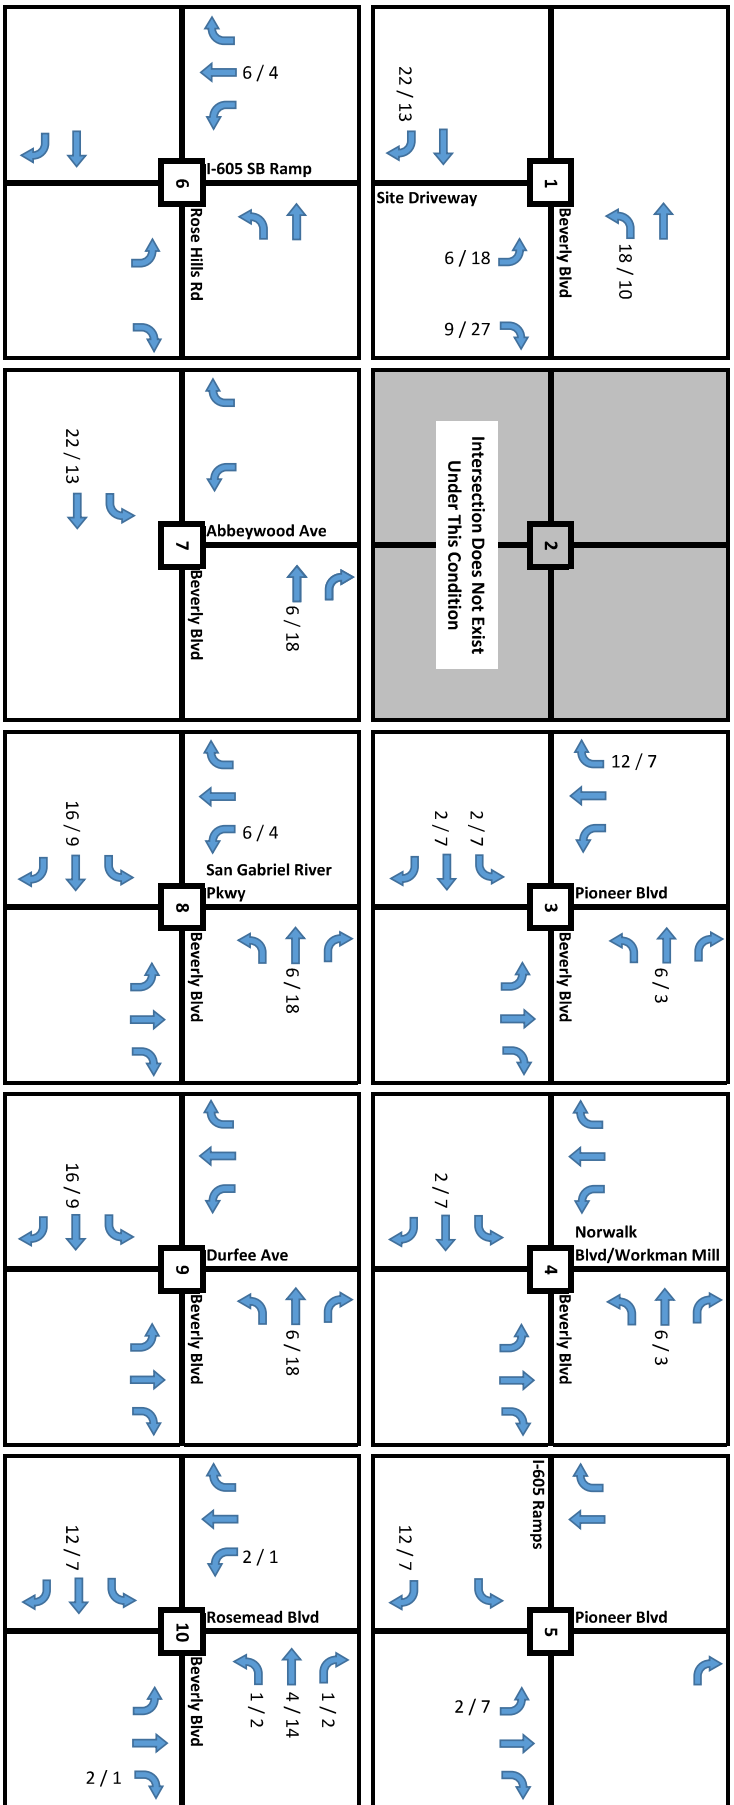 6 / 4
I-605 SB Ramp
6
Rose Hills Rd
22 / 13
1
Site Driveway
Beverly Blvd
6 / 18
18 / 10
9 / 27
22 / 13
Abbeywood Ave
7
Beverly Blvd
6 / 18
Intersection Does Not Exist
Under This Condition
2
16 / 9
6 / 4
San Gabriel River
Pkwy
8
Beverly Blvd
6 / 18
12 / 7
2 / 7
2 / 7
Pioneer Blvd
3
Beverly Blvd
6 / 3
16 / 9
Durfee Ave
9
Beverly Blvd
6 / 18
2 / 7
Norwalk
Blvd/Workman Mill
4
Beverly Blvd
6 / 3
12 / 7
2 / 1
Rosemead Blvd
10
Beverly Blvd
1 / 2
4 / 14
1 / 2
2 / 1
I-605 Ramps
12 / 7
Pioneer Blvd
5
2 / 7